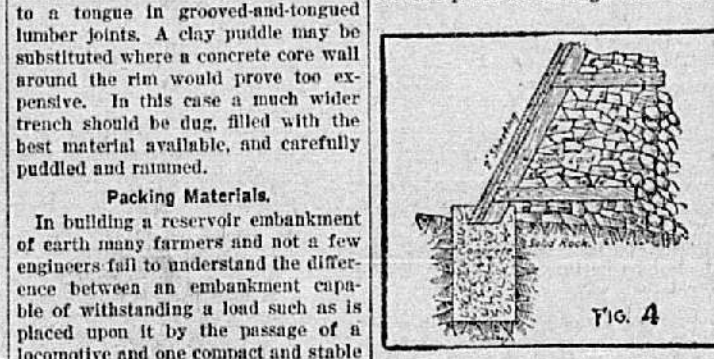 to a tongue in grooved-and-tongued
lumber joints. A clay puddle may be
substituted where a concrete core wall
around the rim would prove too ex-
pensive. In this case a much wider
trench should be dug, filled with the
best material available, and carefully
puddled and rammed.
Packing Materials.
In building a reservoir embankment
of earth many farmers and not a few
engineers fail to understand the differ-
ence between an embankment capa-
ble of withstanding a load such as is
placed upon it by the passage of a
locomotive and one compact and stable
Sheathing
Solid Rock.
FIG. 4